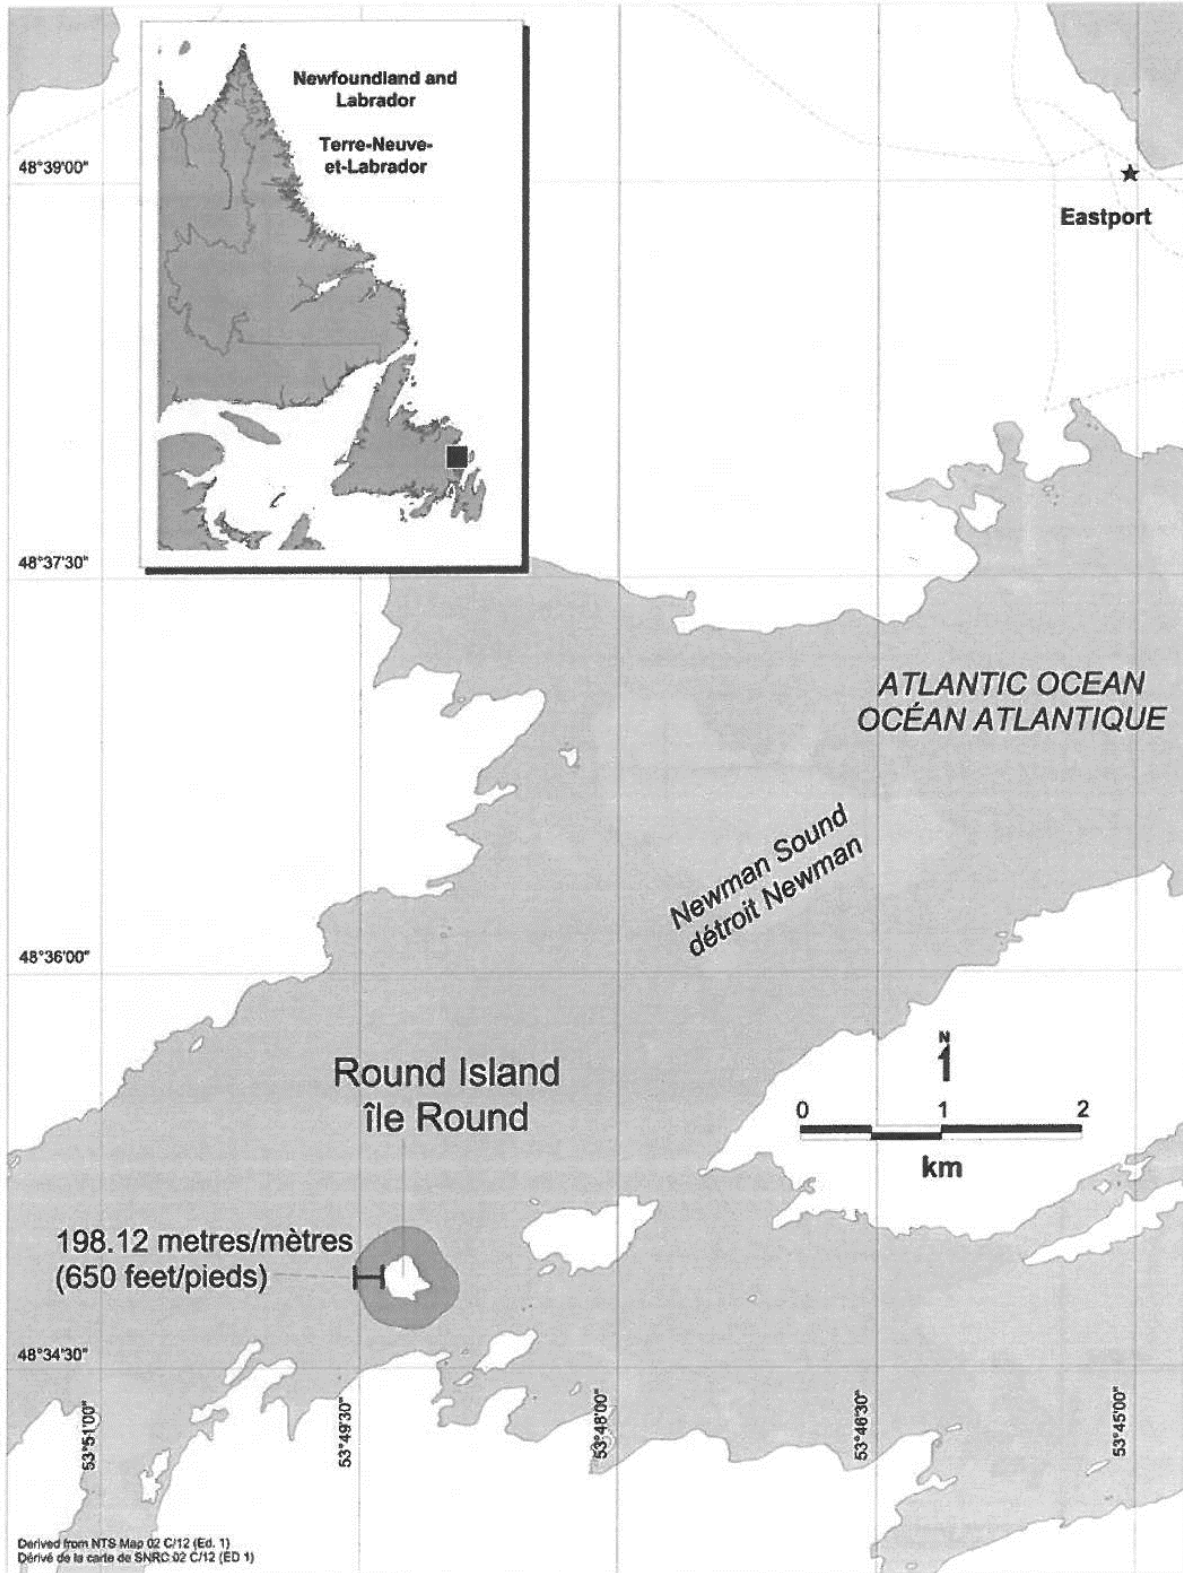 Newfoundland and
Labrador
Terre-Neuve-
et-Labrador
48°39'00"
Eastport
48°37'30"
ATLANTIC OCEAN
OCÉAN ATLANTIQUE
Newman Sound
détroit Newman
48°36'00"
Round Island
île Round
N
0 1 2
km
198.12 metres/mètres
(650 feet/pieds)
48°34'30"
53°51'00"
53°49'30"
53°48'00"
53°46'30"
53°45'00"
Derived from NTS Map 02 C/12 (Ed. 1)
Dérivé de la carte de SNRC 02 C/12 (ED 1)